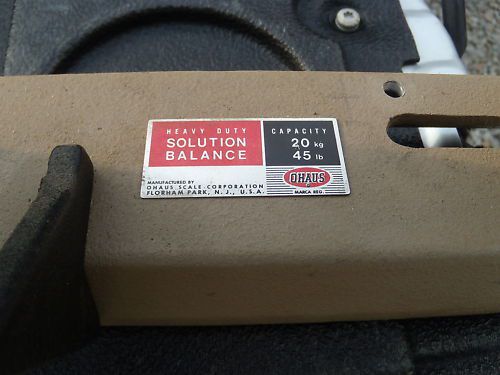 HEAVY DUTY
SOLUTION
BALANCE
MANUFACTURED BY
OHAUS SCALE CORPORATION
FLORHAM PARK, N. J., U.S.A.
CAPACITY
20 kg
45 lb
OHAUS
MARCA REG.